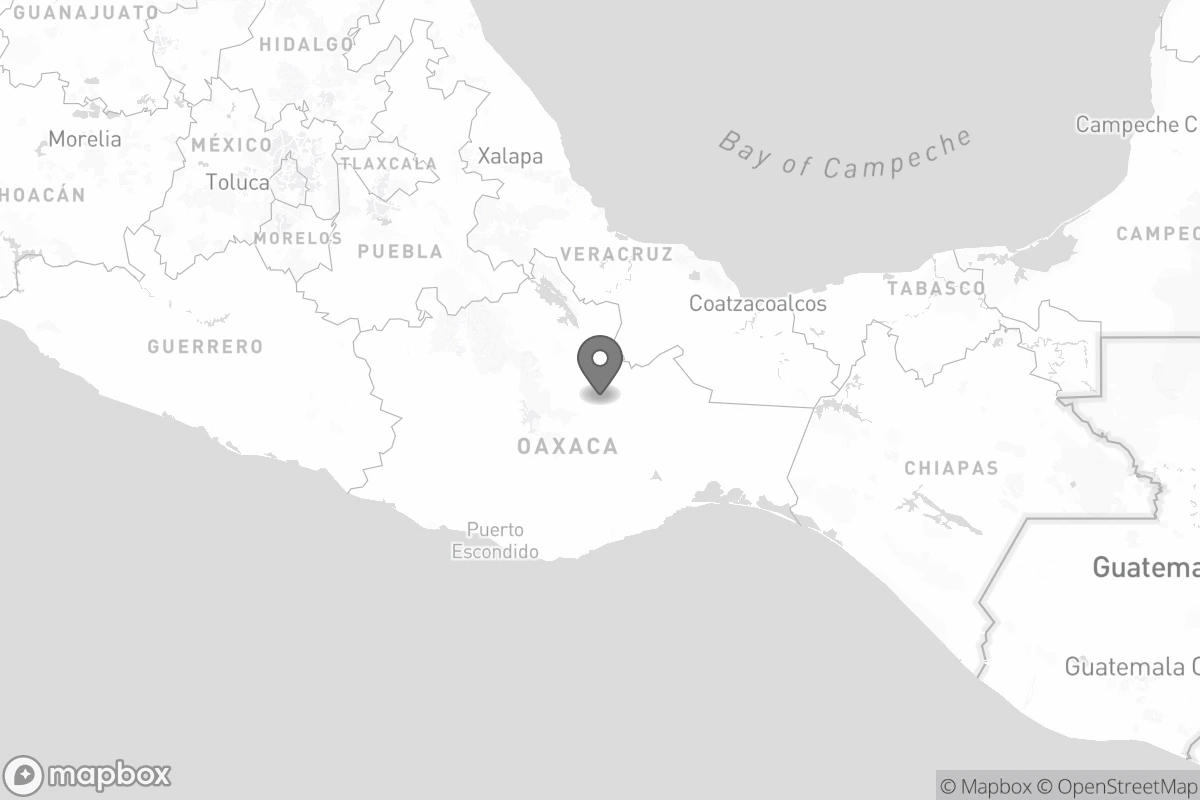 GUANAJUATO
HIDALGO
Morelia
MÉXICO
Xalapa
TLAXCALA
Toluca
HOACÁN
MORELOS
PUEBLA
VERACRUZ
Bay of Campeche
Campeche C
CAMPEC
TABASCO
Coatzacoalcos
GUERRERO
OAXACA
CHIAPAS
Puerto
Escondido
Guatema
Guatemala C
mapbox
© Mapbox © OpenStreetMap